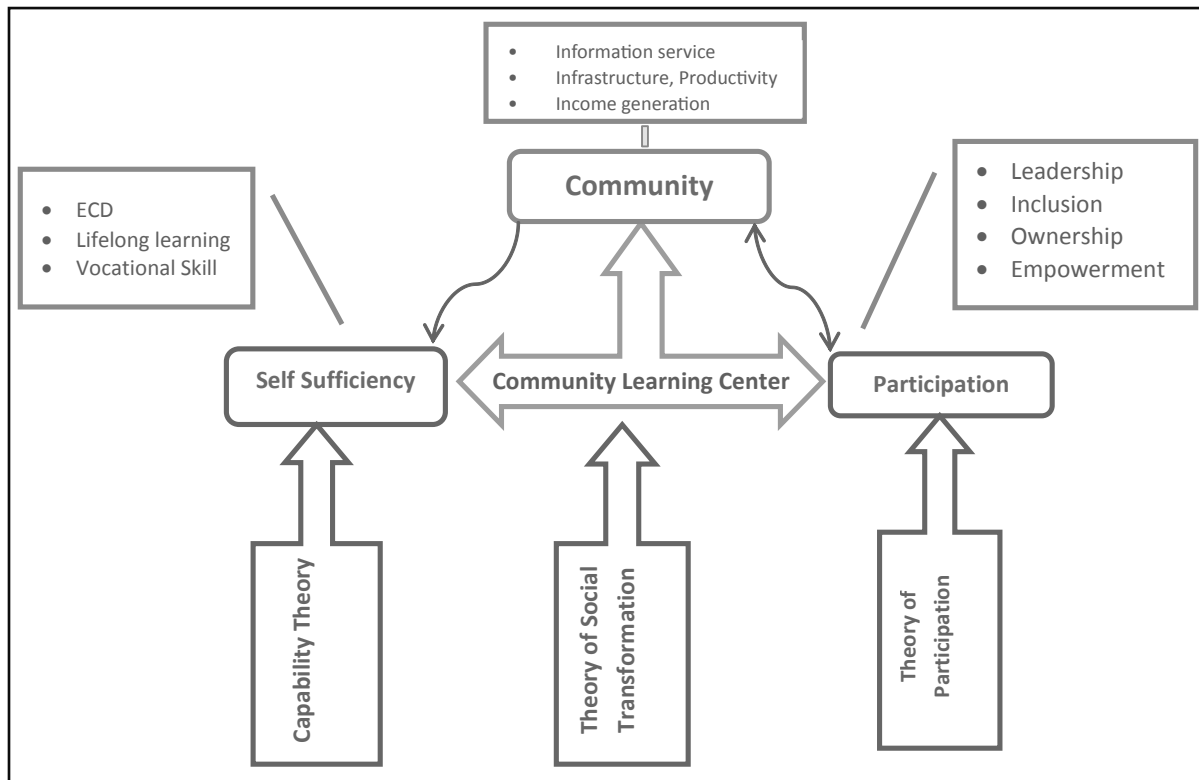 • Information service
• Infrastructure, Productivity
• Income generation
Community
• ECD
• Lifelong learning
• Vocational Skill
• Leadership
• Inclusion
• Ownership
• Empowerment
Self Sufficiency
Community Learning Center
Participation
Capability Theory
Theory of Social
Transformation
Theory of
Participation